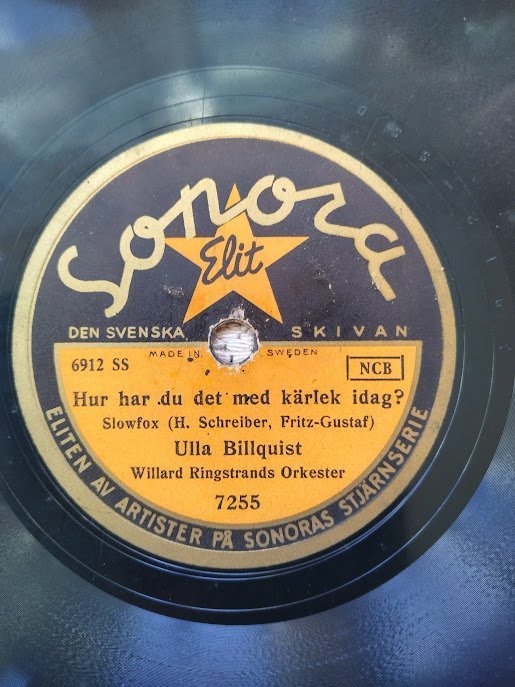 Sonora
Elit
DEN SVENSKA SKIVAN
MADE IN SWEDEN
6912 SS
NCB
Hur har du det med kärlek idag?
Slowfox (H. Schreiber, Fritz-Gustaf)
Ulla Billquist
Willard Ringstrands Orkester
7255
ELITEN AV ARTISTER PÅ SONORAS STJÄRNSERIE